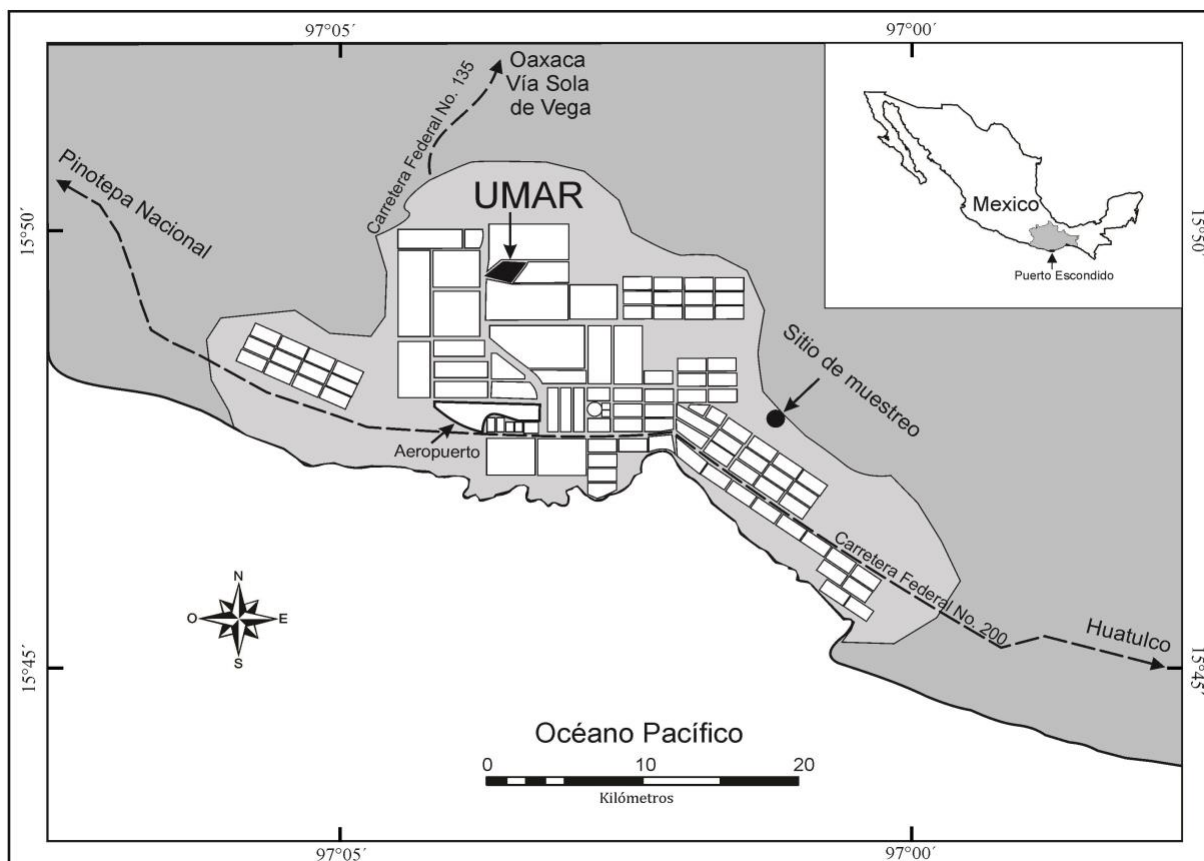 97°05´
97°00´
Oaxaca
Vía Sola
de Vega
Carretera Federal No. 135
Pinotepa Nacional
UMAR
Mexico
Puerto Escondido
15°50´
15°50´
Sitio de muestreo
Aeropuerto
Carretera Federal No. 200
Huatulco
N
O
E
S
15°45´
15°45´
Océano Pacífico
0 10 20
Kilómetros
97°05´
97°00´